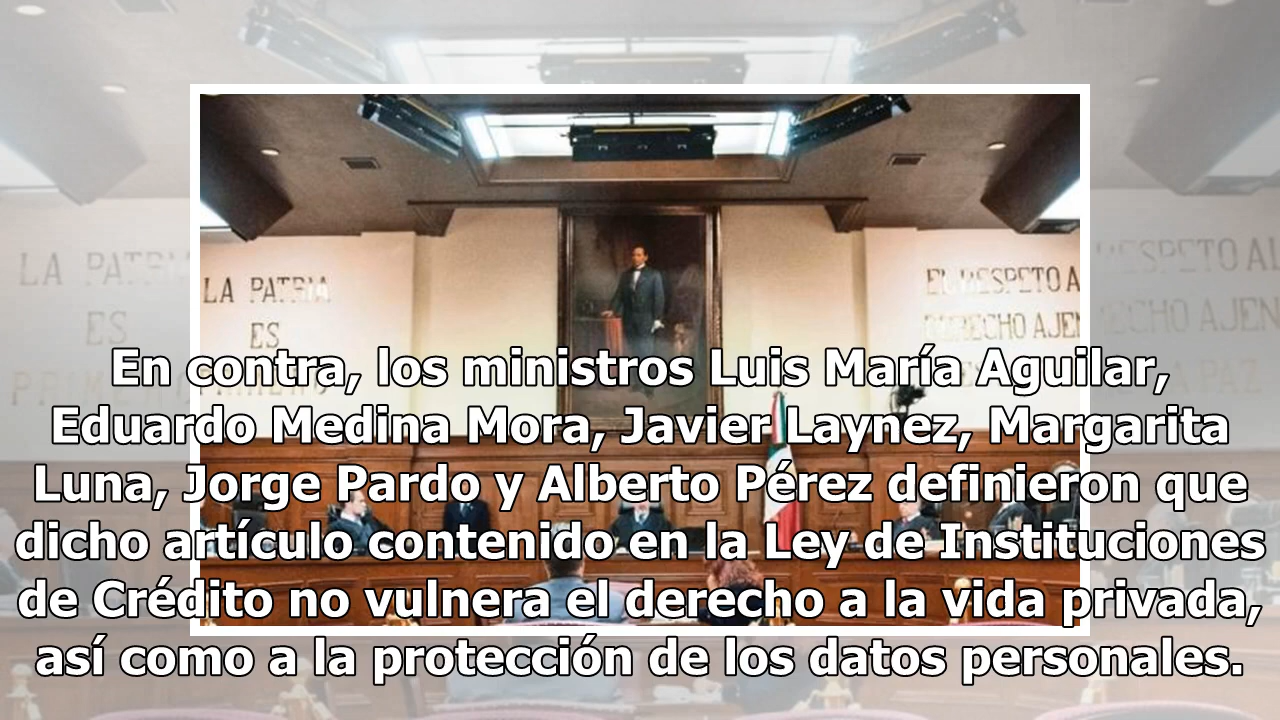 LA PATRIA
ES
EL RESPETO AL
DERECHO AJEN
En contra, los ministros Luis María Aguilar,
Eduardo Medina Mora, Javier Laynez, Margarita
Luna, Jorge Pardo y Alberto Pérez definieron que
dicho artículo contenido en la Ley de Instituciones
de Crédito no vulnera el derecho a la vida privada,
así como a la protección de los datos personales.